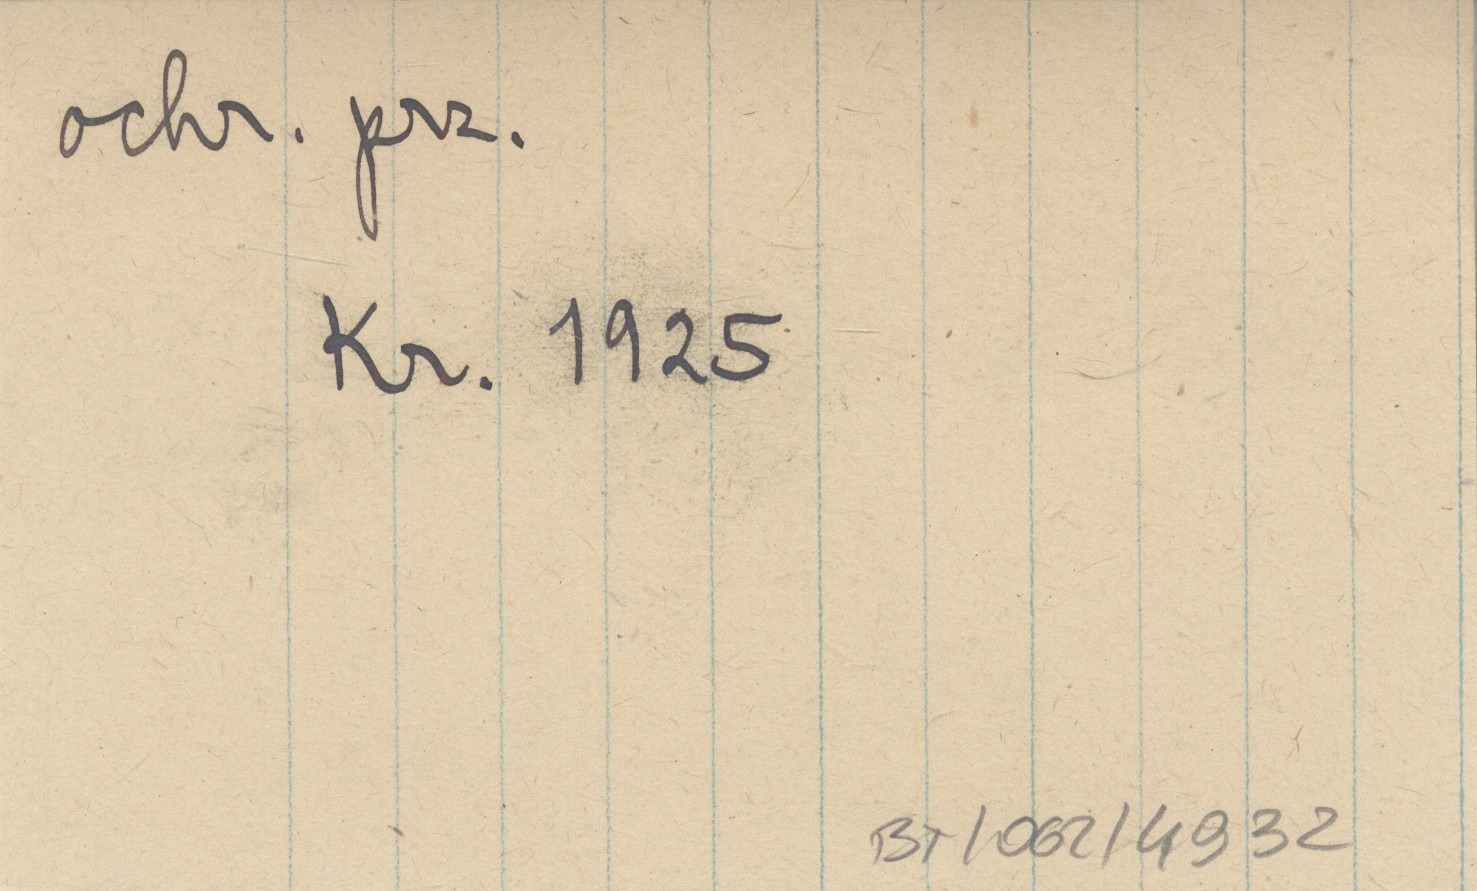 ochr. prz.
Kr. 1925
BT/062/4932